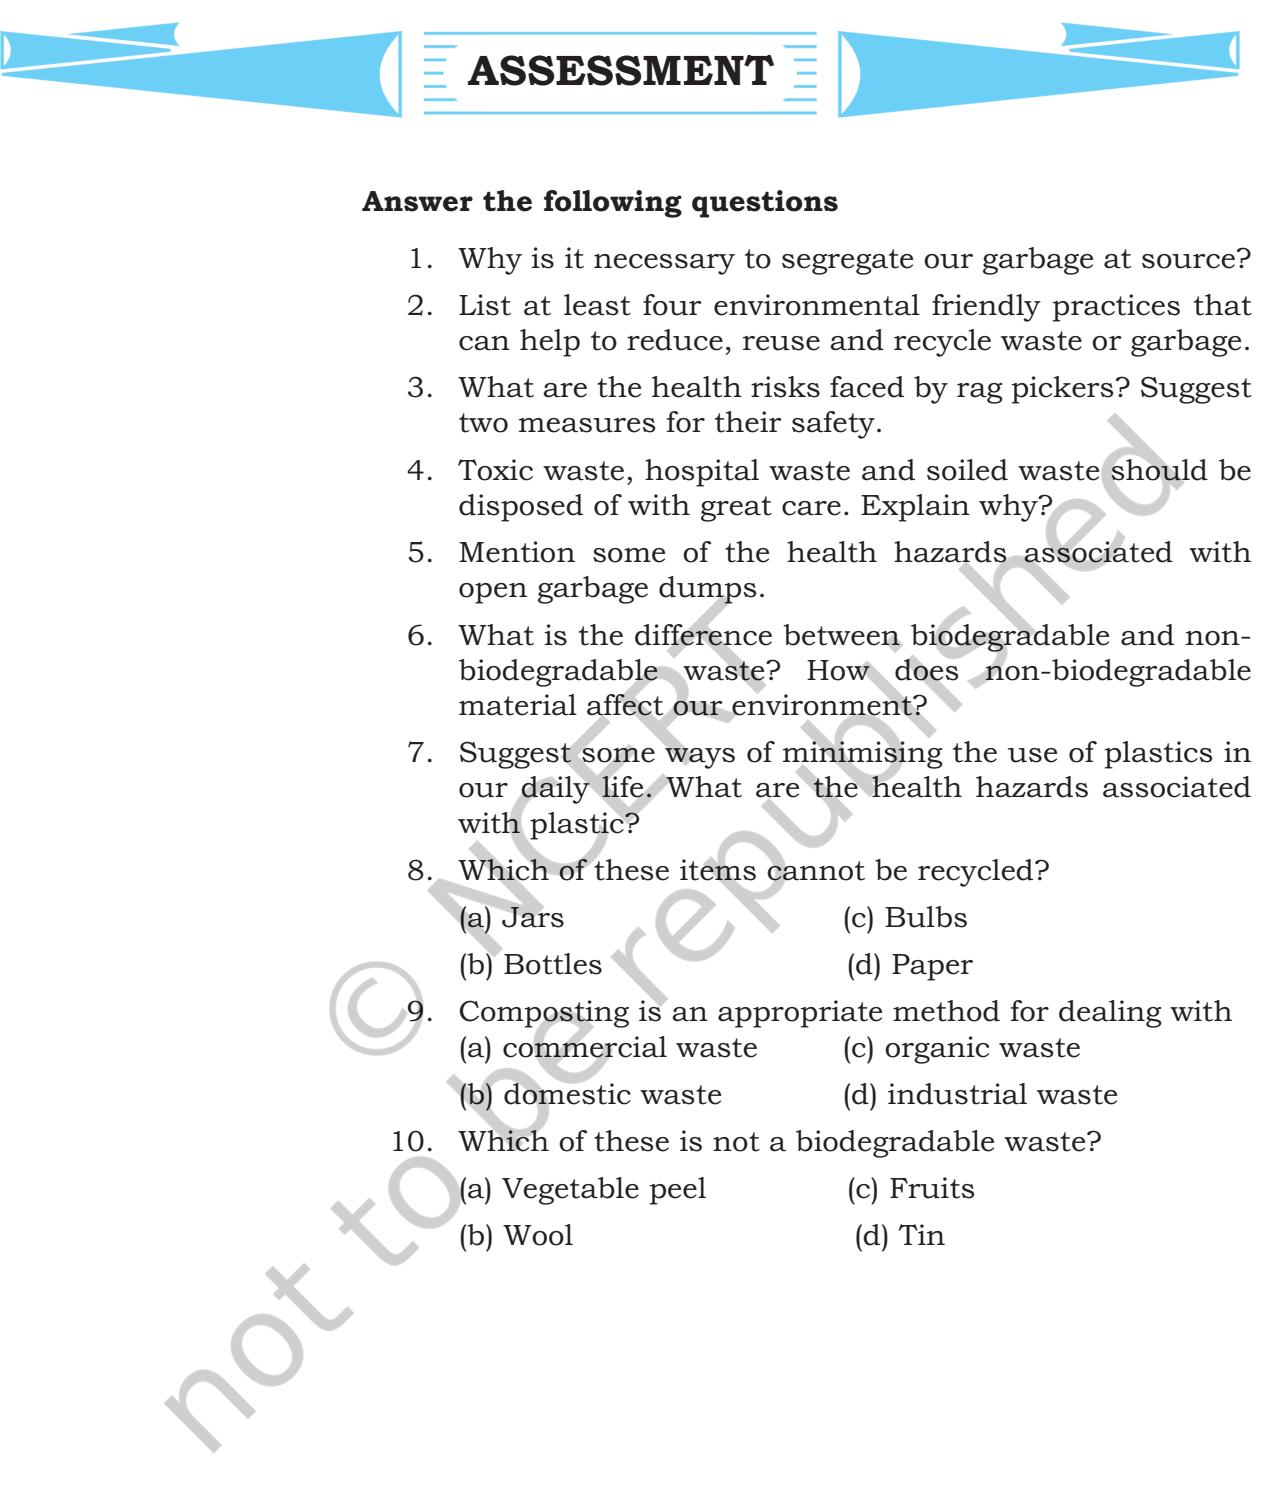 ASSESSMENT
Answer the following questions
1. Why is it necessary to segregate our garbage at source?
2. List at least four environmental friendly practices that
can help to reduce, reuse and recycle waste or garbage.
3. What are the health risks faced by rag pickers? Suggest
two measures for their safety.
4. Toxic waste, hospital waste and soiled waste should be
disposed of with great care. Explain why?
5. Mention some of the health hazards associated with
open garbage dumps.
6. What is the difference between biodegradable and non-
biodegradable waste? How does non-biodegradable
material affect our environment?
7. Suggest some ways of minimising the use of plastics in
our daily life. What are the health hazards associated
with plastic?
8. Which of these items cannot be recycled?
(a) Jars (c) Bulbs
(b) Bottles (d) Paper
9. Composting is an appropriate method for dealing with
(a) commercial waste (c) organic waste
(b) domestic waste (d) industrial waste
10. Which of these is not a biodegradable waste?
(a) Vegetable peel (c) Fruits
(b) Wool (d) Tin
© NCERT
not to be republished